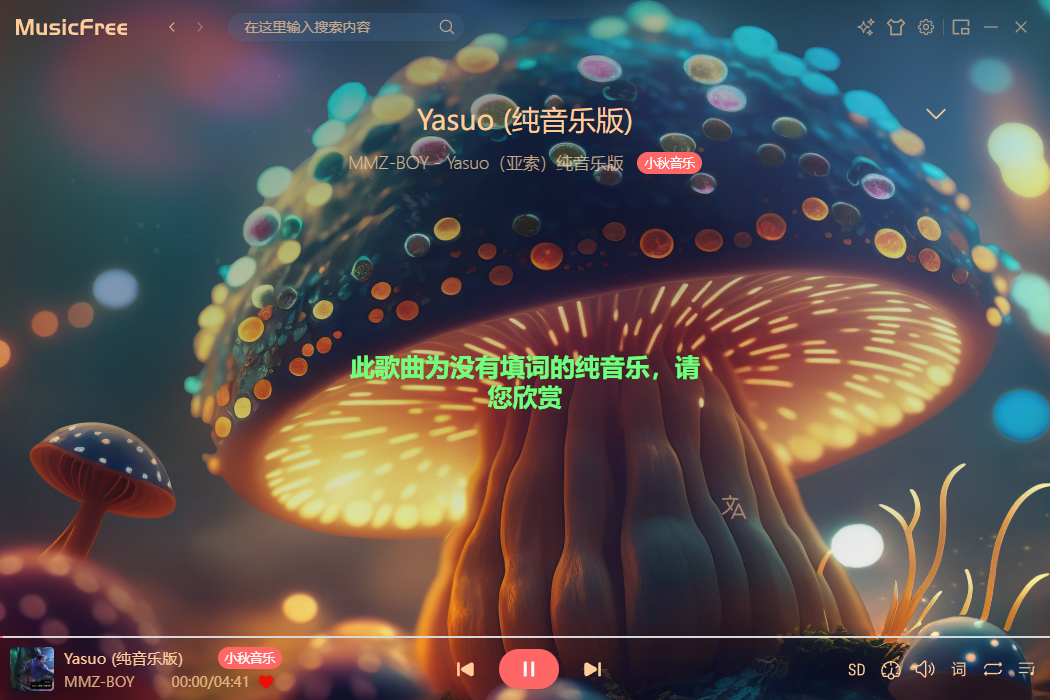 MusicFree
在这里输入搜索内容
Yasuo (纯音乐版)
MMZ-BOY - Yasuo（亚索）纯音乐版 小秋音乐
此歌曲为没有填词的纯音乐，请
您欣赏
Yasuo (纯音乐版) 小秋音乐
MMZ-BOY 00:00/04:41
SD 词